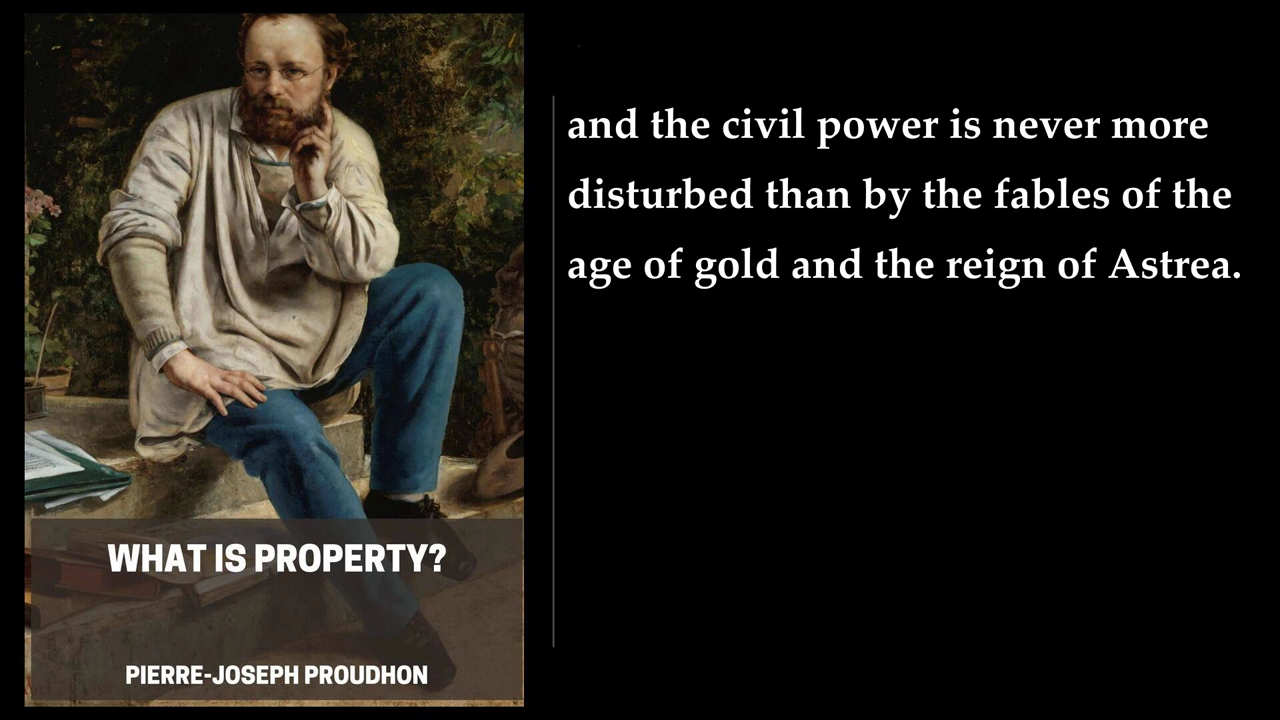 and the civil power is never more
disturbed than by the fables of the
age of gold and the reign of Astrea.
WHAT IS PROPERTY?
PIERRE-JOSEPH PROUDHON